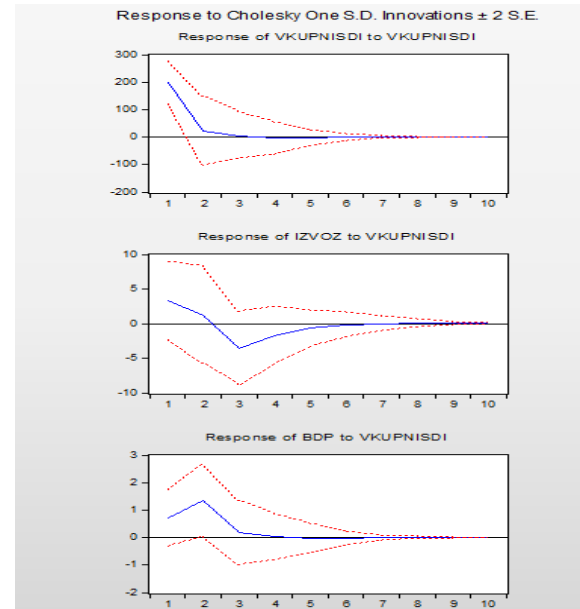 Response to Cholesky One S.D. Innovations ± 2 S.E.
Response of VKUPNISDI to VKUPNISDI
300
200
100
0
-100
-200
1 2 3 4 5 6 7 8 9 10
Response of IZVOZ to VKUPNISDI
10
5
0
-5
-10
1 2 3 4 5 6 7 8 9 10
Response of BDP to VKUPNISDI
3
2
1
0
-1
-2
1 2 3 4 5 6 7 8 9 10